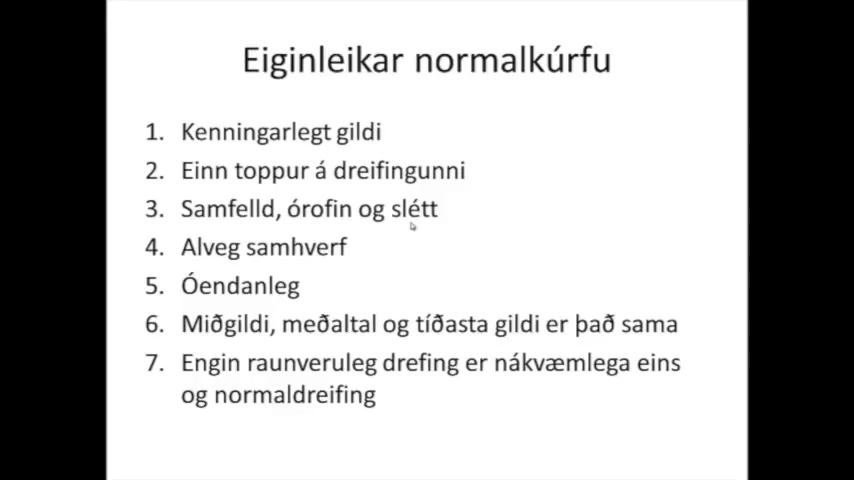 Eiginleikar normalkúrfu
1. Kenningarlegt gildi
2. Einn toppur á dreifingunni
3. Samfelld, órofin og slétt
4. Alveg samhverf
5. Óendanleg
6. Miðgildi, meðaltal og tíðasta gildi er það sama
7. Engin raunveruleg drefing er nákvæmlega eins
og normaldreifing